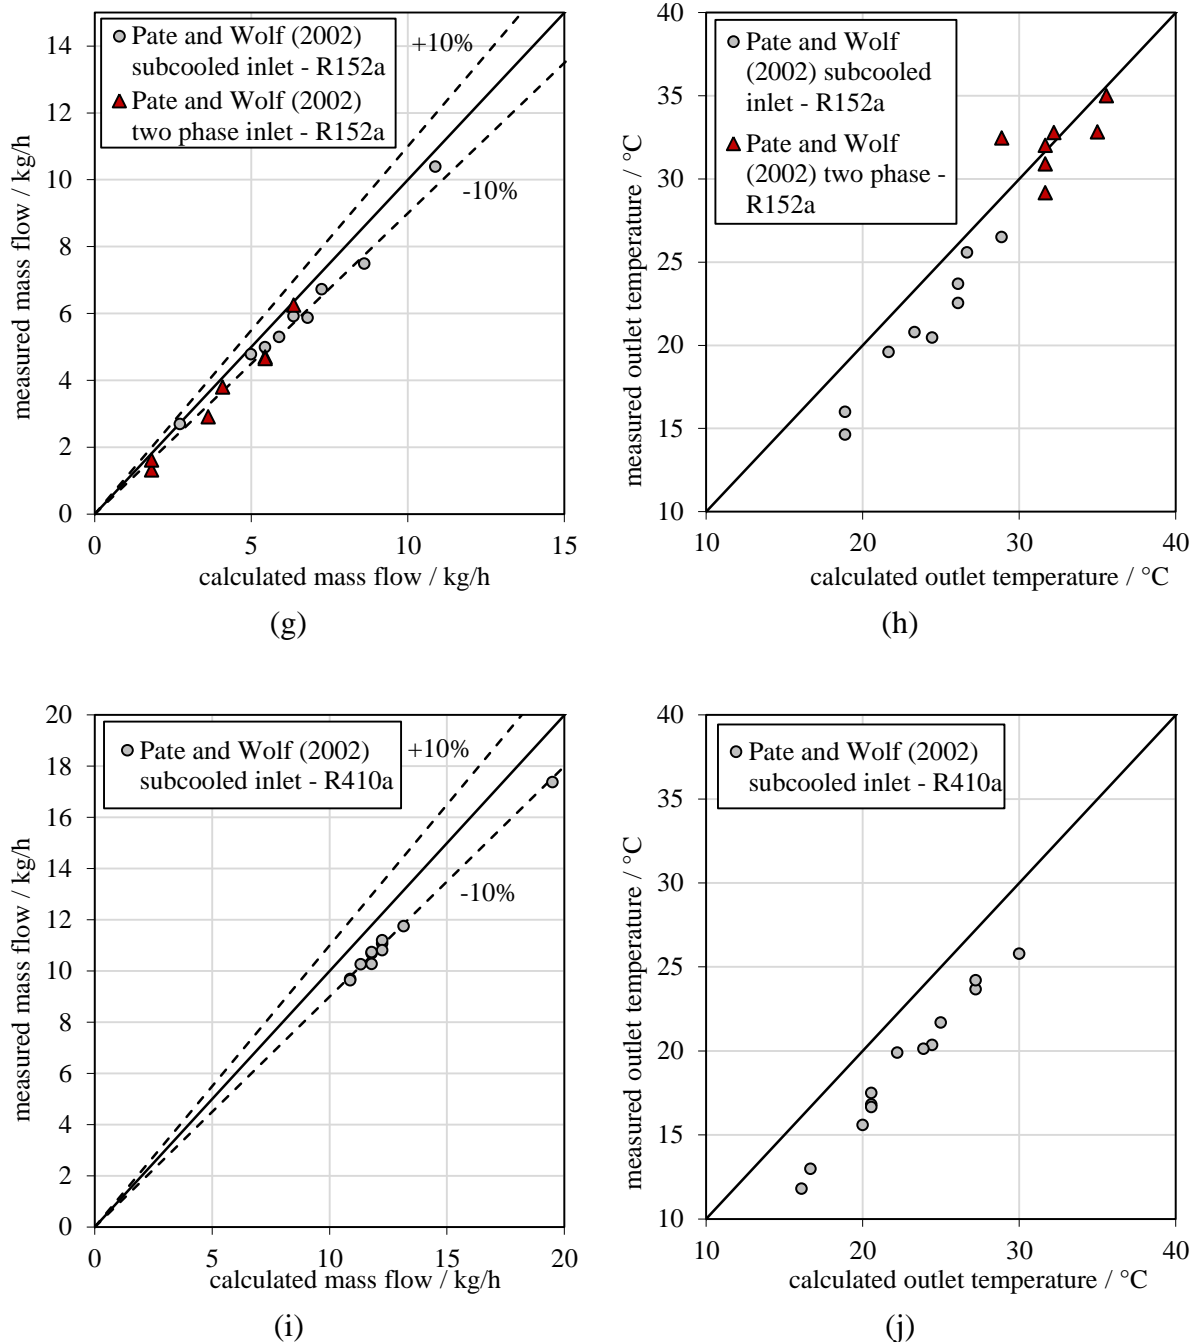 Pate and Wolf (2002)
subcooled inlet - R152a
Pate and Wolf (2002)
two phase inlet - R152a
+10%
-10%
14
12
10
8
6
4
2
0
0 5 10 15
measured mass flow / kg/h
calculated mass flow / kg/h
(g)
Pate and Wolf
(2002) subcooled
inlet - R152a
Pate and Wolf
(2002) two phase -
R152a
40
35
30
25
20
15
10
10 20 30 40
measured outlet temperature / °C
calculated outlet temperature / °C
(h)
Pate and Wolf (2002)
subcooled inlet - R410a
+10%
-10%
20
18
16
14
12
10
8
6
4
2
0
0 5 10 15 20
measured mass flow / kg/h
calculated mass flow / kg/h
(i)
Pate and Wolf (2002)
subcooled inlet - R410a
40
35
30
25
20
15
10
10 20 30 40
measured outlet temperature / °C
calculated outlet temperature / °C
(j)